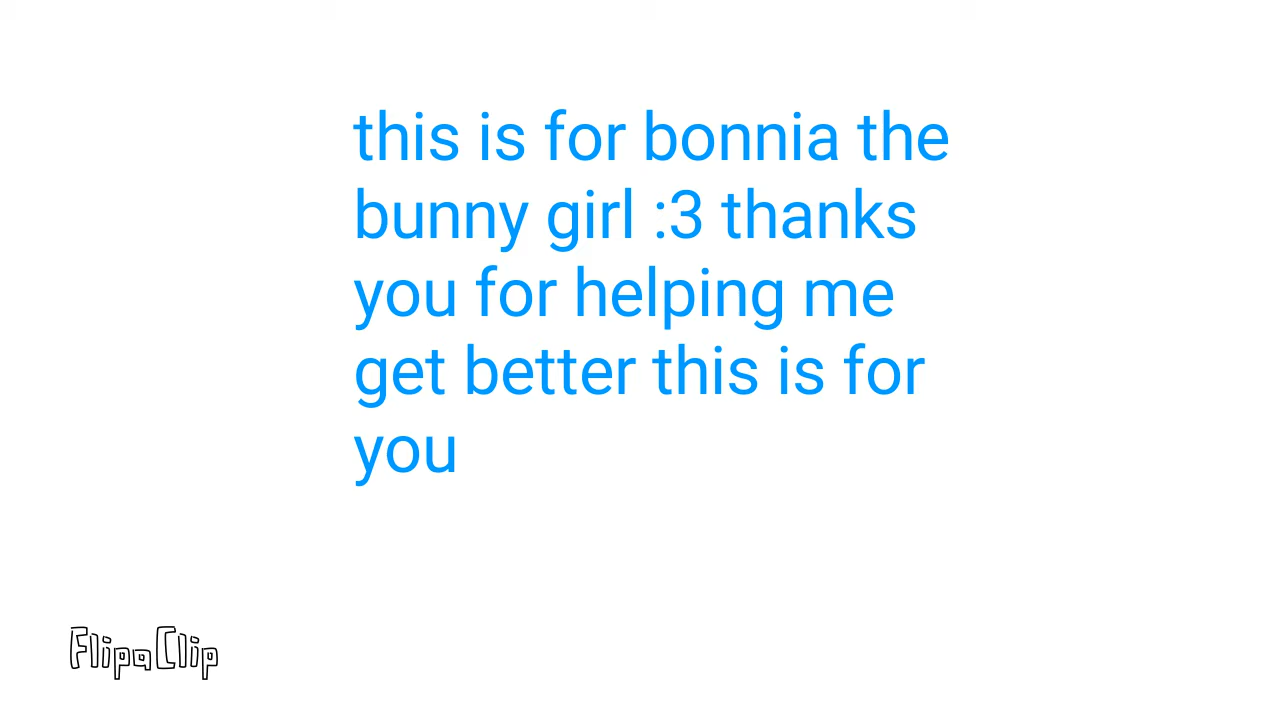 this is for bonnia the
bunny girl :3 thanks
you for helping me
get better this is for
you
FlipaClip